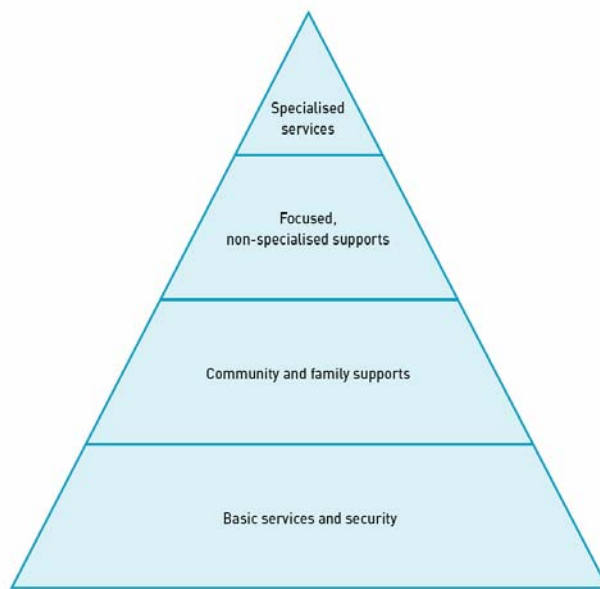 Specialised
services
Focused,
non-specialised supports
Community and family supports
Basic services and security